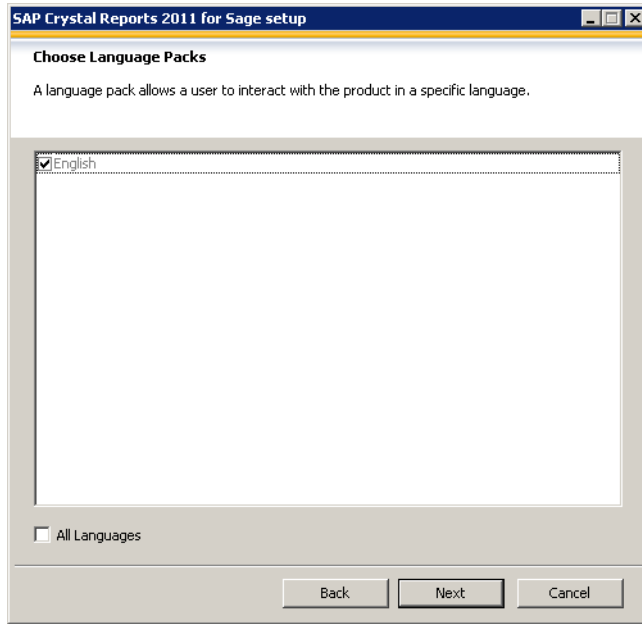 SAP Crystal Reports 2011 for Sage setup
Choose Language Packs
A language pack allows a user to interact with the product in a specific language.
English
All Languages
Back Next Cancel